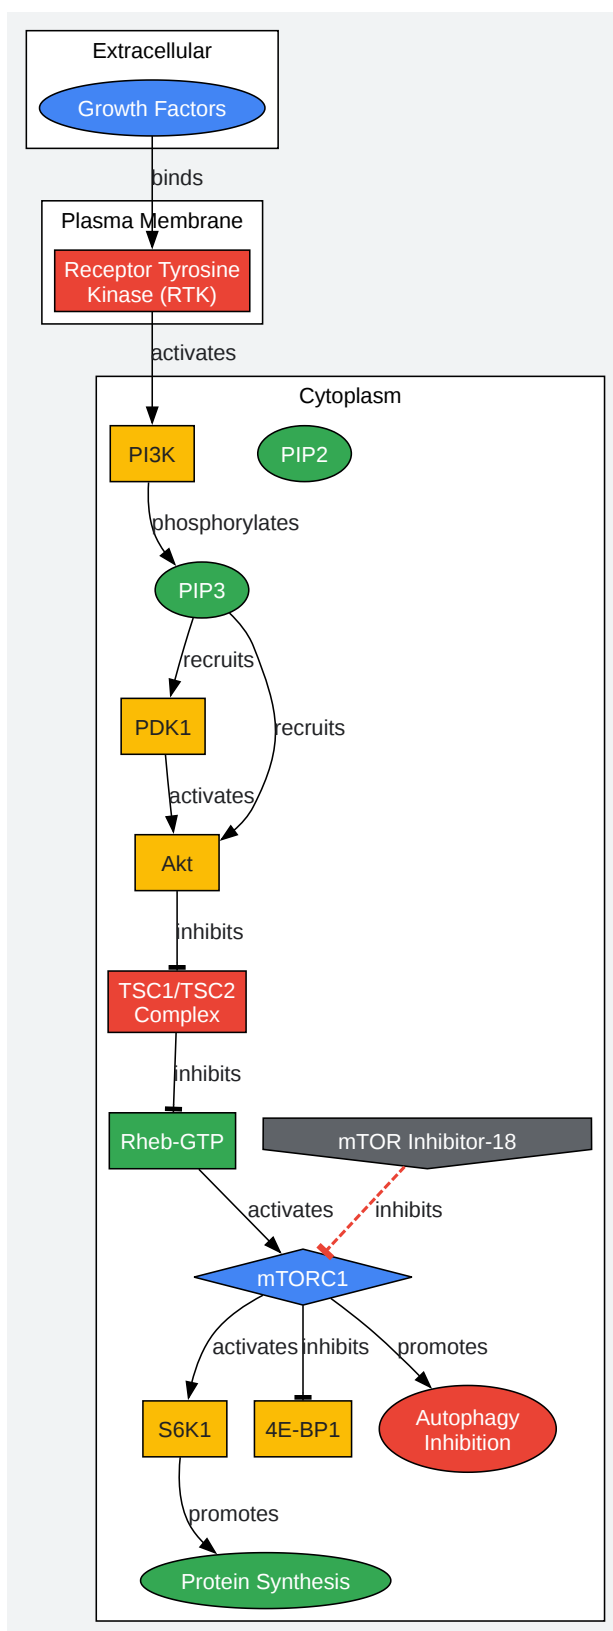 Extracellular
Growth Factors
binds
Plasma Membrane
Receptor Tyrosine
Kinase (RTK)
activates
Cytoplasm
PI3K
PIP2
phosphorylates
PIP3
recruits
PDK1
recruits
activates
Akt
inhibits
TSC1/TSC2
Complex
inhibits
Rheb-GTP
mTOR Inhibitor-18
activates
inhibits
mTORC1
activates
inhibits
promotes
S6K1
4E-BP1
Autophagy
Inhibition
promotes
Protein Synthesis